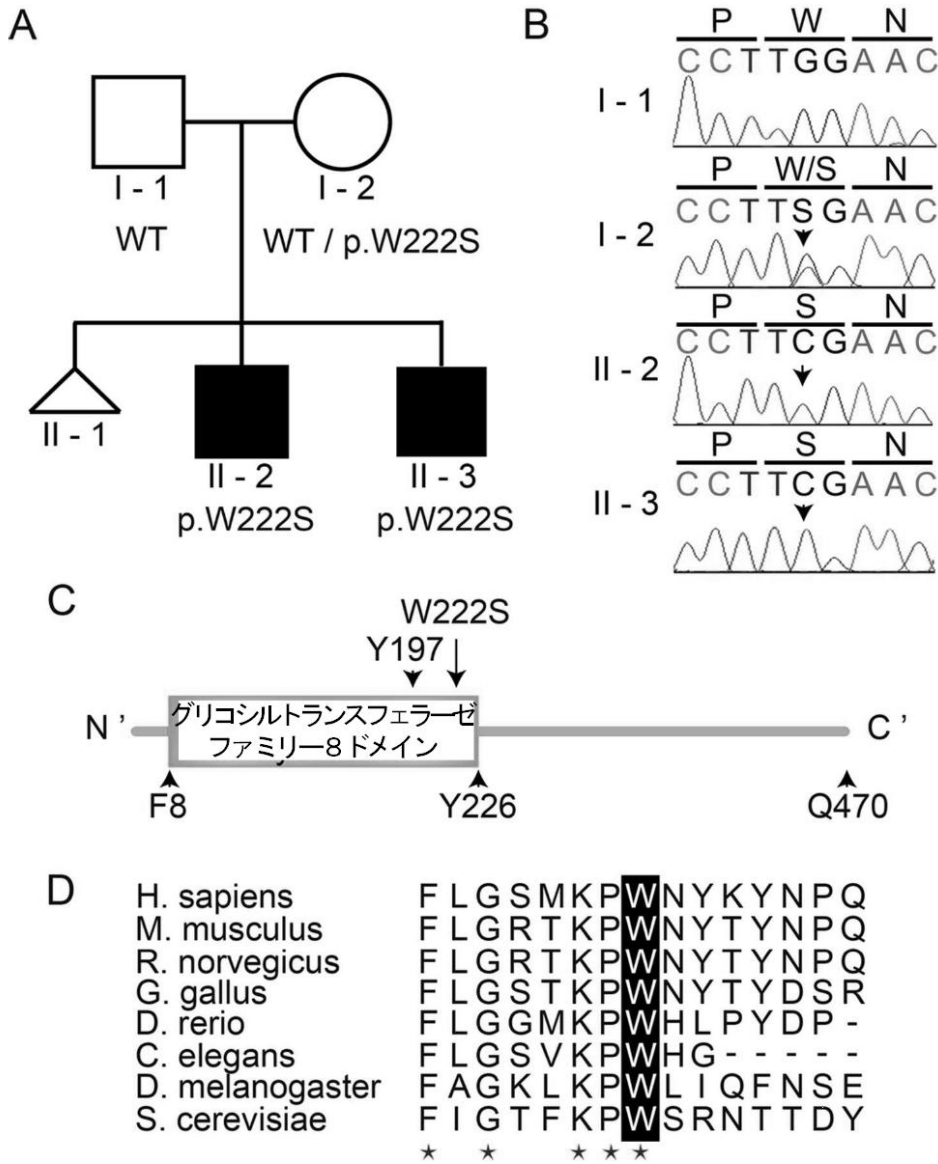 A
I - 1
WT
I - 2
WT / p.W222S
II - 1
II - 2
p.W222S
II - 3
p.W222S
B
P W N
C C T T G G A A C
I - 1
P W/S N
C C T T S G A A C
I - 2
P S N
C C T T C G A A C
II - 2
P S N
C C T T C G A A C
II - 3
C
W222S
Y197
N ’
グリコシルトランスフェラーゼ
ファミリー8 ドメイン
C ’
F8
Y226
Q470
D
H. sapiens F L G S M K P W N Y K Y N P Q
M. musculus F L G R T K P W N Y T Y N P Q
R. norvegicus F L G R T K P W N Y T Y N P Q
G. gallus F L G S T K P W N Y T Y D S R
D. rerio F L G G M K P W H L P Y D P -
C. elegans F L G S V K P W H G - - - - -
D. melanogaster F A G K L K P W L I Q F N S E
S. cerevisiae F I G T F K P W S R N T T D Y
★ ★ ★ ★ ★